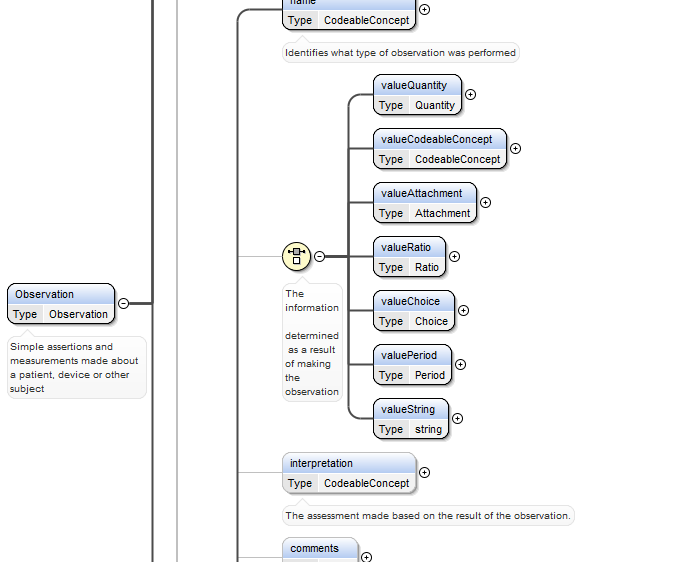 name
Type CodeableConcept
Identifies what type of observation was performed
valueQuantity
Type Quantity
valueCodeableConcept
Type CodeableConcept
valueAttachment
Type Attachment
valueRatio
Type Ratio
The
information
determined
as a result
of making
the
observation
valueChoice
Type Choice
valuePeriod
Type Period
valueString
Type string
Observation
Type Observation
Simple assertions and
measurements made about
a patient, device or other
subject
interpretation
Type CodeableConcept
The assessment made based on the result of the observation.
comments